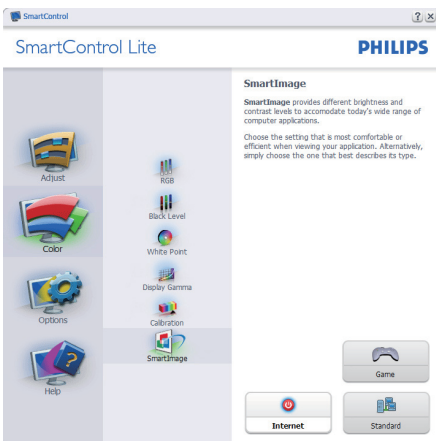 SmartControl
SmartControl Lite
PHILIPS
Adjust
Color
Options
Help
RGB
Black Level
White Point
Display Gamma
Calibration
SmartImage
SmartImage
SmartImage provides different brightness and
contrast levels to accomodate today's wide range of
computer applications.
Choose the setting that is most comfortable or
efficient when viewing your application. Alternatively,
simply choose the one that best describes its type.
Game
Internet
Standard